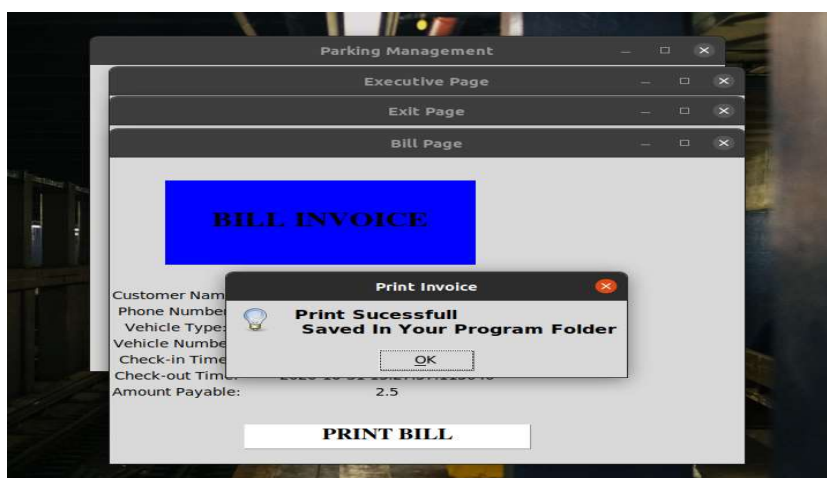 Parking Management
Executive Page
Exit Page
Bill Page
BILL INVOICE
Print Invoice
Print Sucessfull
Saved In Your Program Folder
OK
Customer Nam
Phone Number
Vehicle Type:
Vehicle Numbe
Check-in Time
Check-out Time:
Amount Payable: 2.5
PRINT BILL